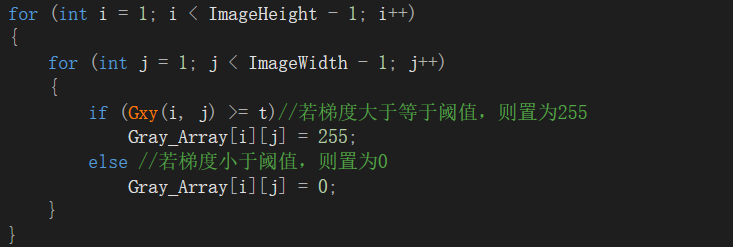 for (int i = 1; i < ImageHeight - 1; i++)
{
    for (int j = 1; j < ImageWidth - 1; j++)
    {
        if (Gxy(i, j) >= t)//若梯度大于等于阈值，则置为255
            Gray_Array[i][j] = 255;
        else //若梯度小于阈值，则置为0
            Gray_Array[i][j] = 0;
    }
}